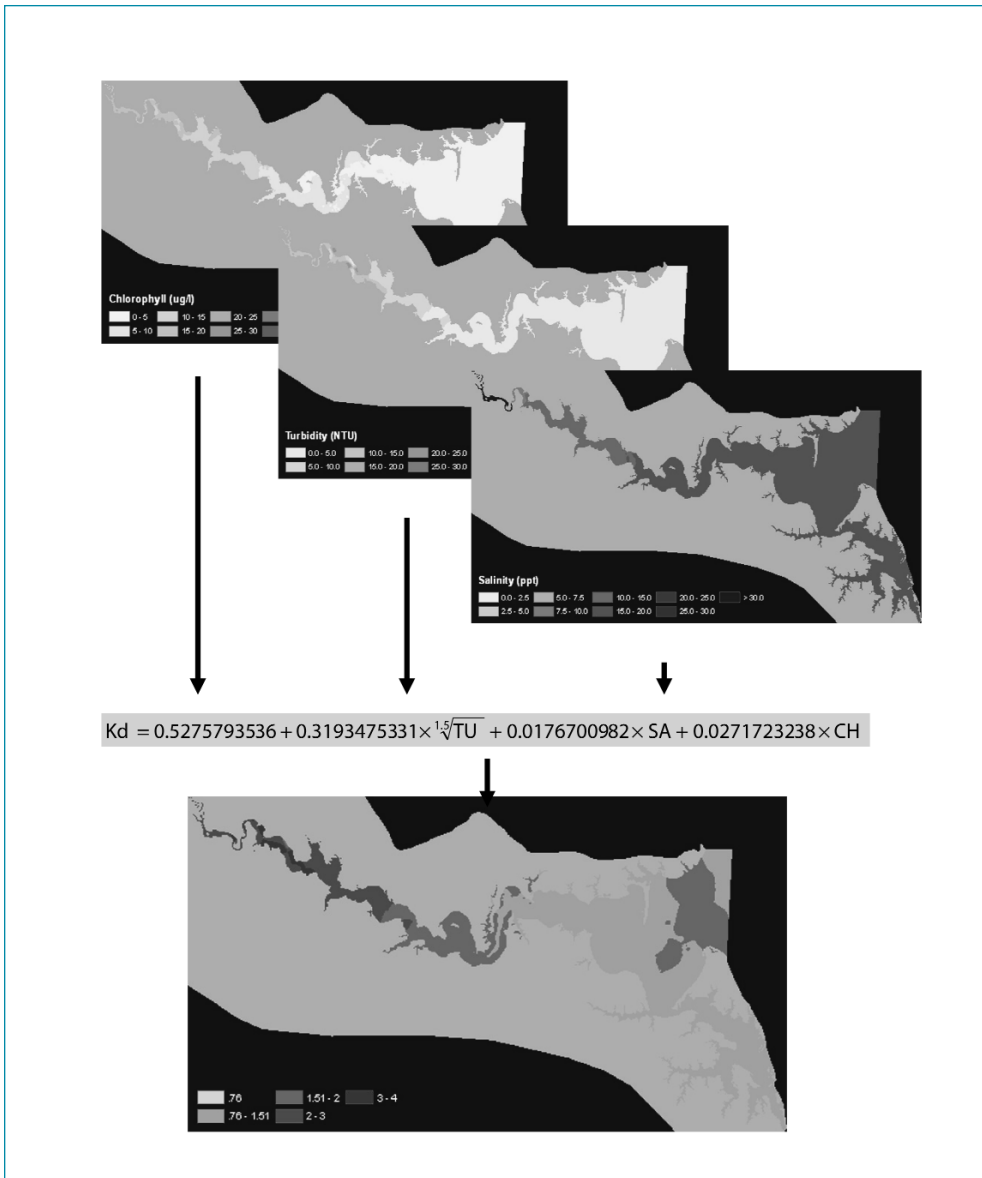 Chlorophyll (ug/l)
0 - 5 10 - 15 20 - 25
5 - 10 15 - 20 25 - 30
Turbidity (NTU)
0.0 - 5.0 10.0 - 15.0 20.0 - 25.0
5.0 - 10.0 15.0 - 20.0 25.0 - 30.0
Salinity (ppt)
0.0 - 2.5 5.0 - 7.5 10.0 - 15.0 20.0 - 25.0 > 30.0
2.5 - 5.0 7.5 - 10.0 15.0 - 20.0 25.0 - 30.0
Kd = 0.5275793536 + 0.3193475331 × ¹·⁵√TU + 0.0176700982 × SA + 0.0271723238 × CH
.76 1.51 - 2 3 - 4
.76 - 1.51 2 - 3